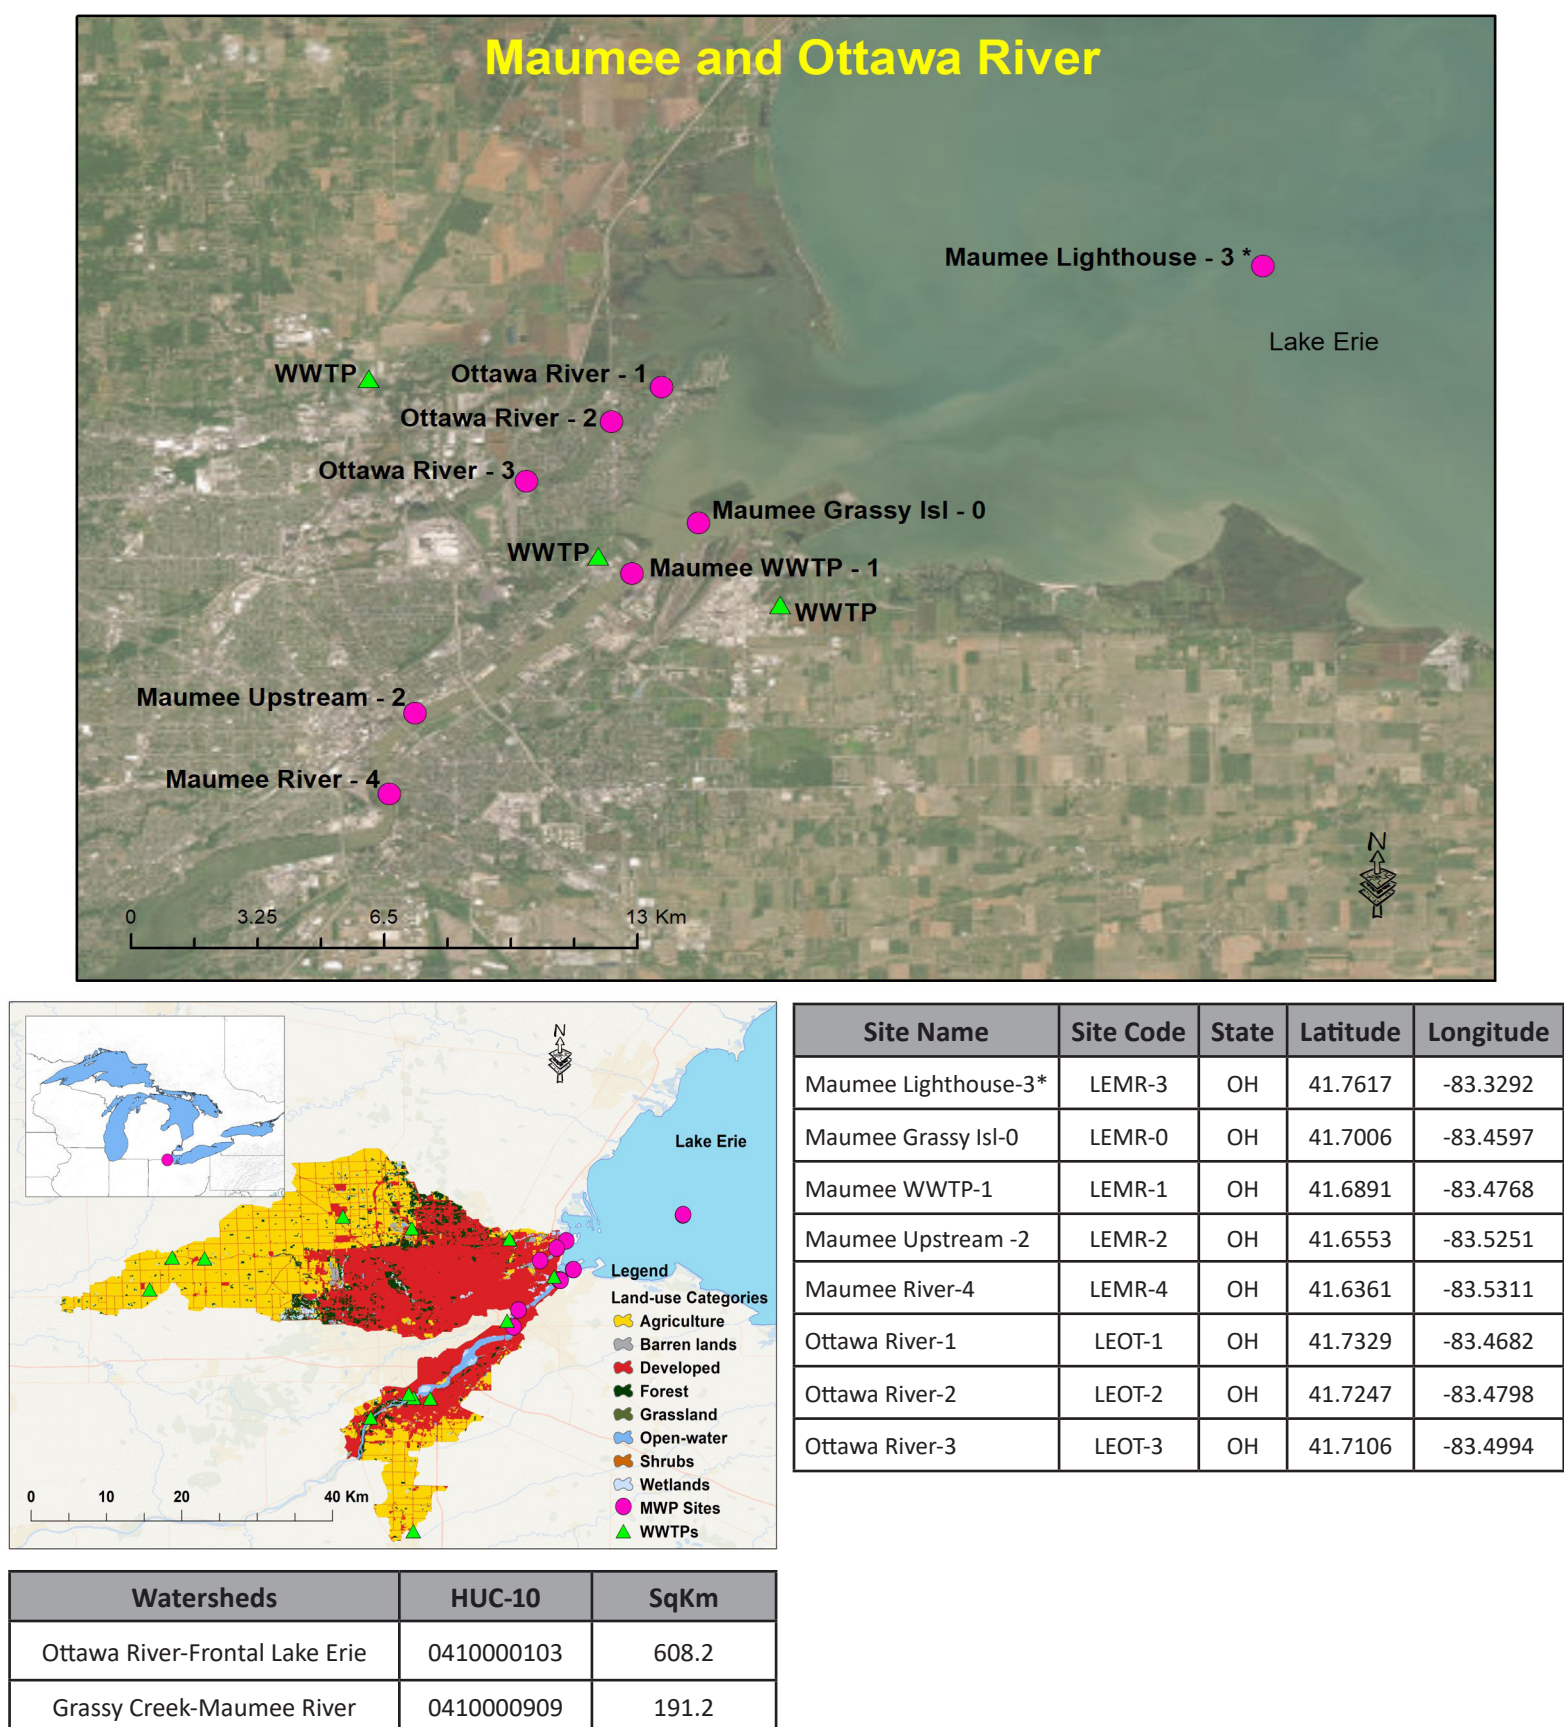 Maumee and Ottawa River
Maumee Lighthouse - 3 *
Lake Erie
WWTP
Ottawa River - 1
Ottawa River - 2
Ottawa River - 3
Maumee Grassy Isl - 0
WWTP
Maumee WWTP - 1
WWTP
Maumee Upstream - 2
Maumee River - 4
N
0 3.25 6.5 13 Km
N
Lake Erie
Legend
Land-use Categories
Agriculture
Barren lands
Developed
Forest
Grassland
Open-water
Shrubs
Wetlands
MWP Sites
WWTPs
0 10 20 40 Km
Site Name Site Code State Latitude Longitude
Maumee Lighthouse-3* LEMR-3 OH 41.7617 -83.3292
Maumee Grassy Isl-0 LEMR-0 OH 41.7006 -83.4597
Maumee WWTP-1 LEMR-1 OH 41.6891 -83.4768
Maumee Upstream -2 LEMR-2 OH 41.6553 -83.5251
Maumee River-4 LEMR-4 OH 41.6361 -83.5311
Ottawa River-1 LEOT-1 OH 41.7329 -83.4682
Ottawa River-2 LEOT-2 OH 41.7247 -83.4798
Ottawa River-3 LEOT-3 OH 41.7106 -83.4994
Watersheds HUC-10 SqKm
Ottawa River-Frontal Lake Erie 0410000103 608.2
Grassy Creek-Maumee River 0410000909 191.2